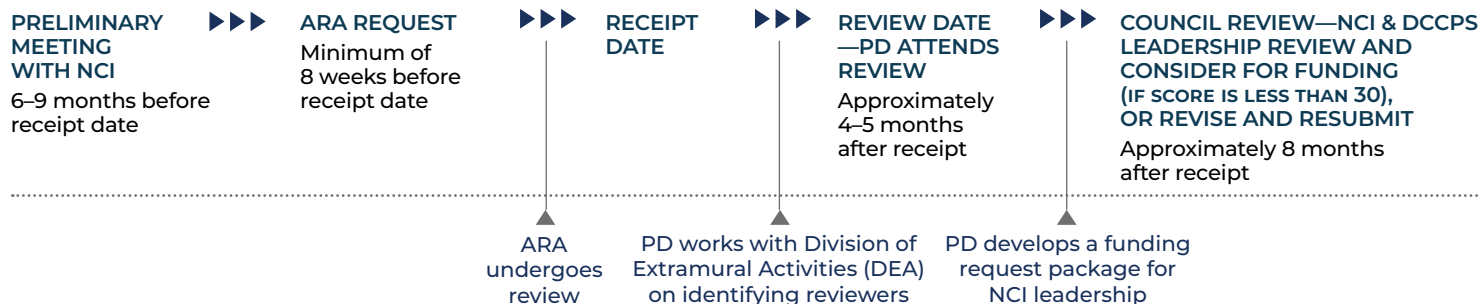 PRELIMINARY
MEETING
WITH NCI
6–9 months before
receipt date
ARA REQUEST
Minimum of
8 weeks before
receipt date
RECEIPT
DATE
REVIEW DATE
—PD ATTENDS
REVIEW
Approximately
4–5 months
after receipt
COUNCIL REVIEW—NCI & DCCPS
LEADERSHIP REVIEW AND
CONSIDER FOR FUNDING
(IF SCORE IS LESS THAN 30),
OR REVISE AND RESUBMIT
Approximately 8 months
after receipt
ARA
undergoes
review
PD works with Division of
Extramural Activities (DEA)
on identifying reviewers
PD develops a funding
request package for
NCI leadership